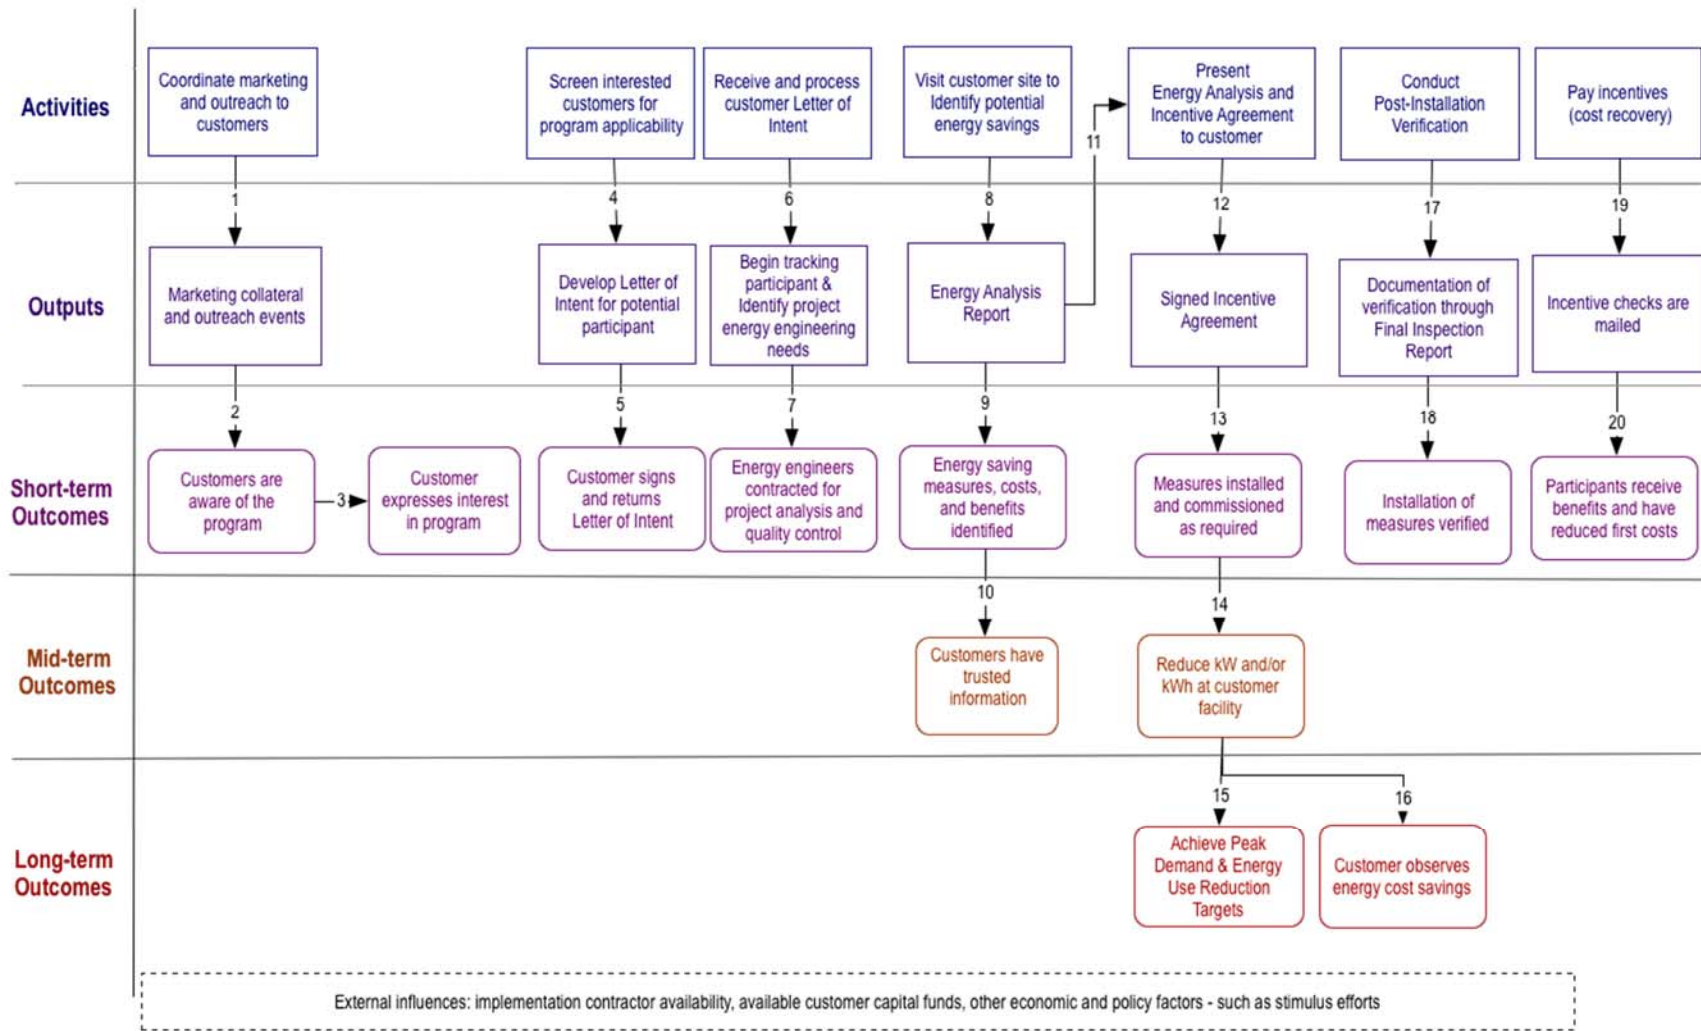 Activities
Coordinate marketing
and outreach to
customers
Screen interested
customers for
program applicability
Receive and process
customer Letter of
Intent
Visit customer site to
Identify potential
energy savings
Present
Energy Analysis and
Incentive Agreement
to customer
Conduct
Post-Installation
Verification
Pay incentives
(cost recovery)
11
1
4
6
8
12
17
19
Outputs
Marketing collateral
and outreach events
Develop Letter of
Intent for potential
participant
Begin tracking
participant &
Identify project
energy engineering
needs
Energy Analysis
Report
Signed Incentive
Agreement
Documentation of
verification through
Final Inspection
Report
Incentive checks are
mailed
2
5
7
9
13
18
20
Short-term
Outcomes
Customers are
aware of the
program
3
Customer
expresses interest
in program
Customer signs
and returns
Letter of Intent
Energy engineers
contracted for
project analysis and
quality control
Energy saving
measures, costs,
and benefits
identified
Measures installed
and commissioned
as required
Installation of
measures verified
Participants receive
benefits and have
reduced first costs
10
14
Mid-term
Outcomes
Customers have
trusted
information
Reduce kW and/or
kWh at customer
facility
15
16
Long-term
Outcomes
Achieve Peak
Demand & Energy
Use Reduction
Targets
Customer observes
energy cost savings
External influences: implementation contractor availability, available customer capital funds, other economic and policy factors - such as stimulus efforts